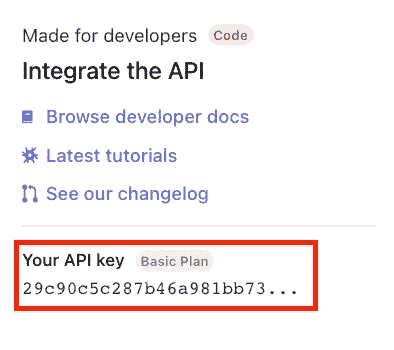 Made for developers Code
Integrate the API
Browse developer docs
Latest tutorials
See our changelog
Your API key Basic Plan
29c90c5c287b46a981bb73...